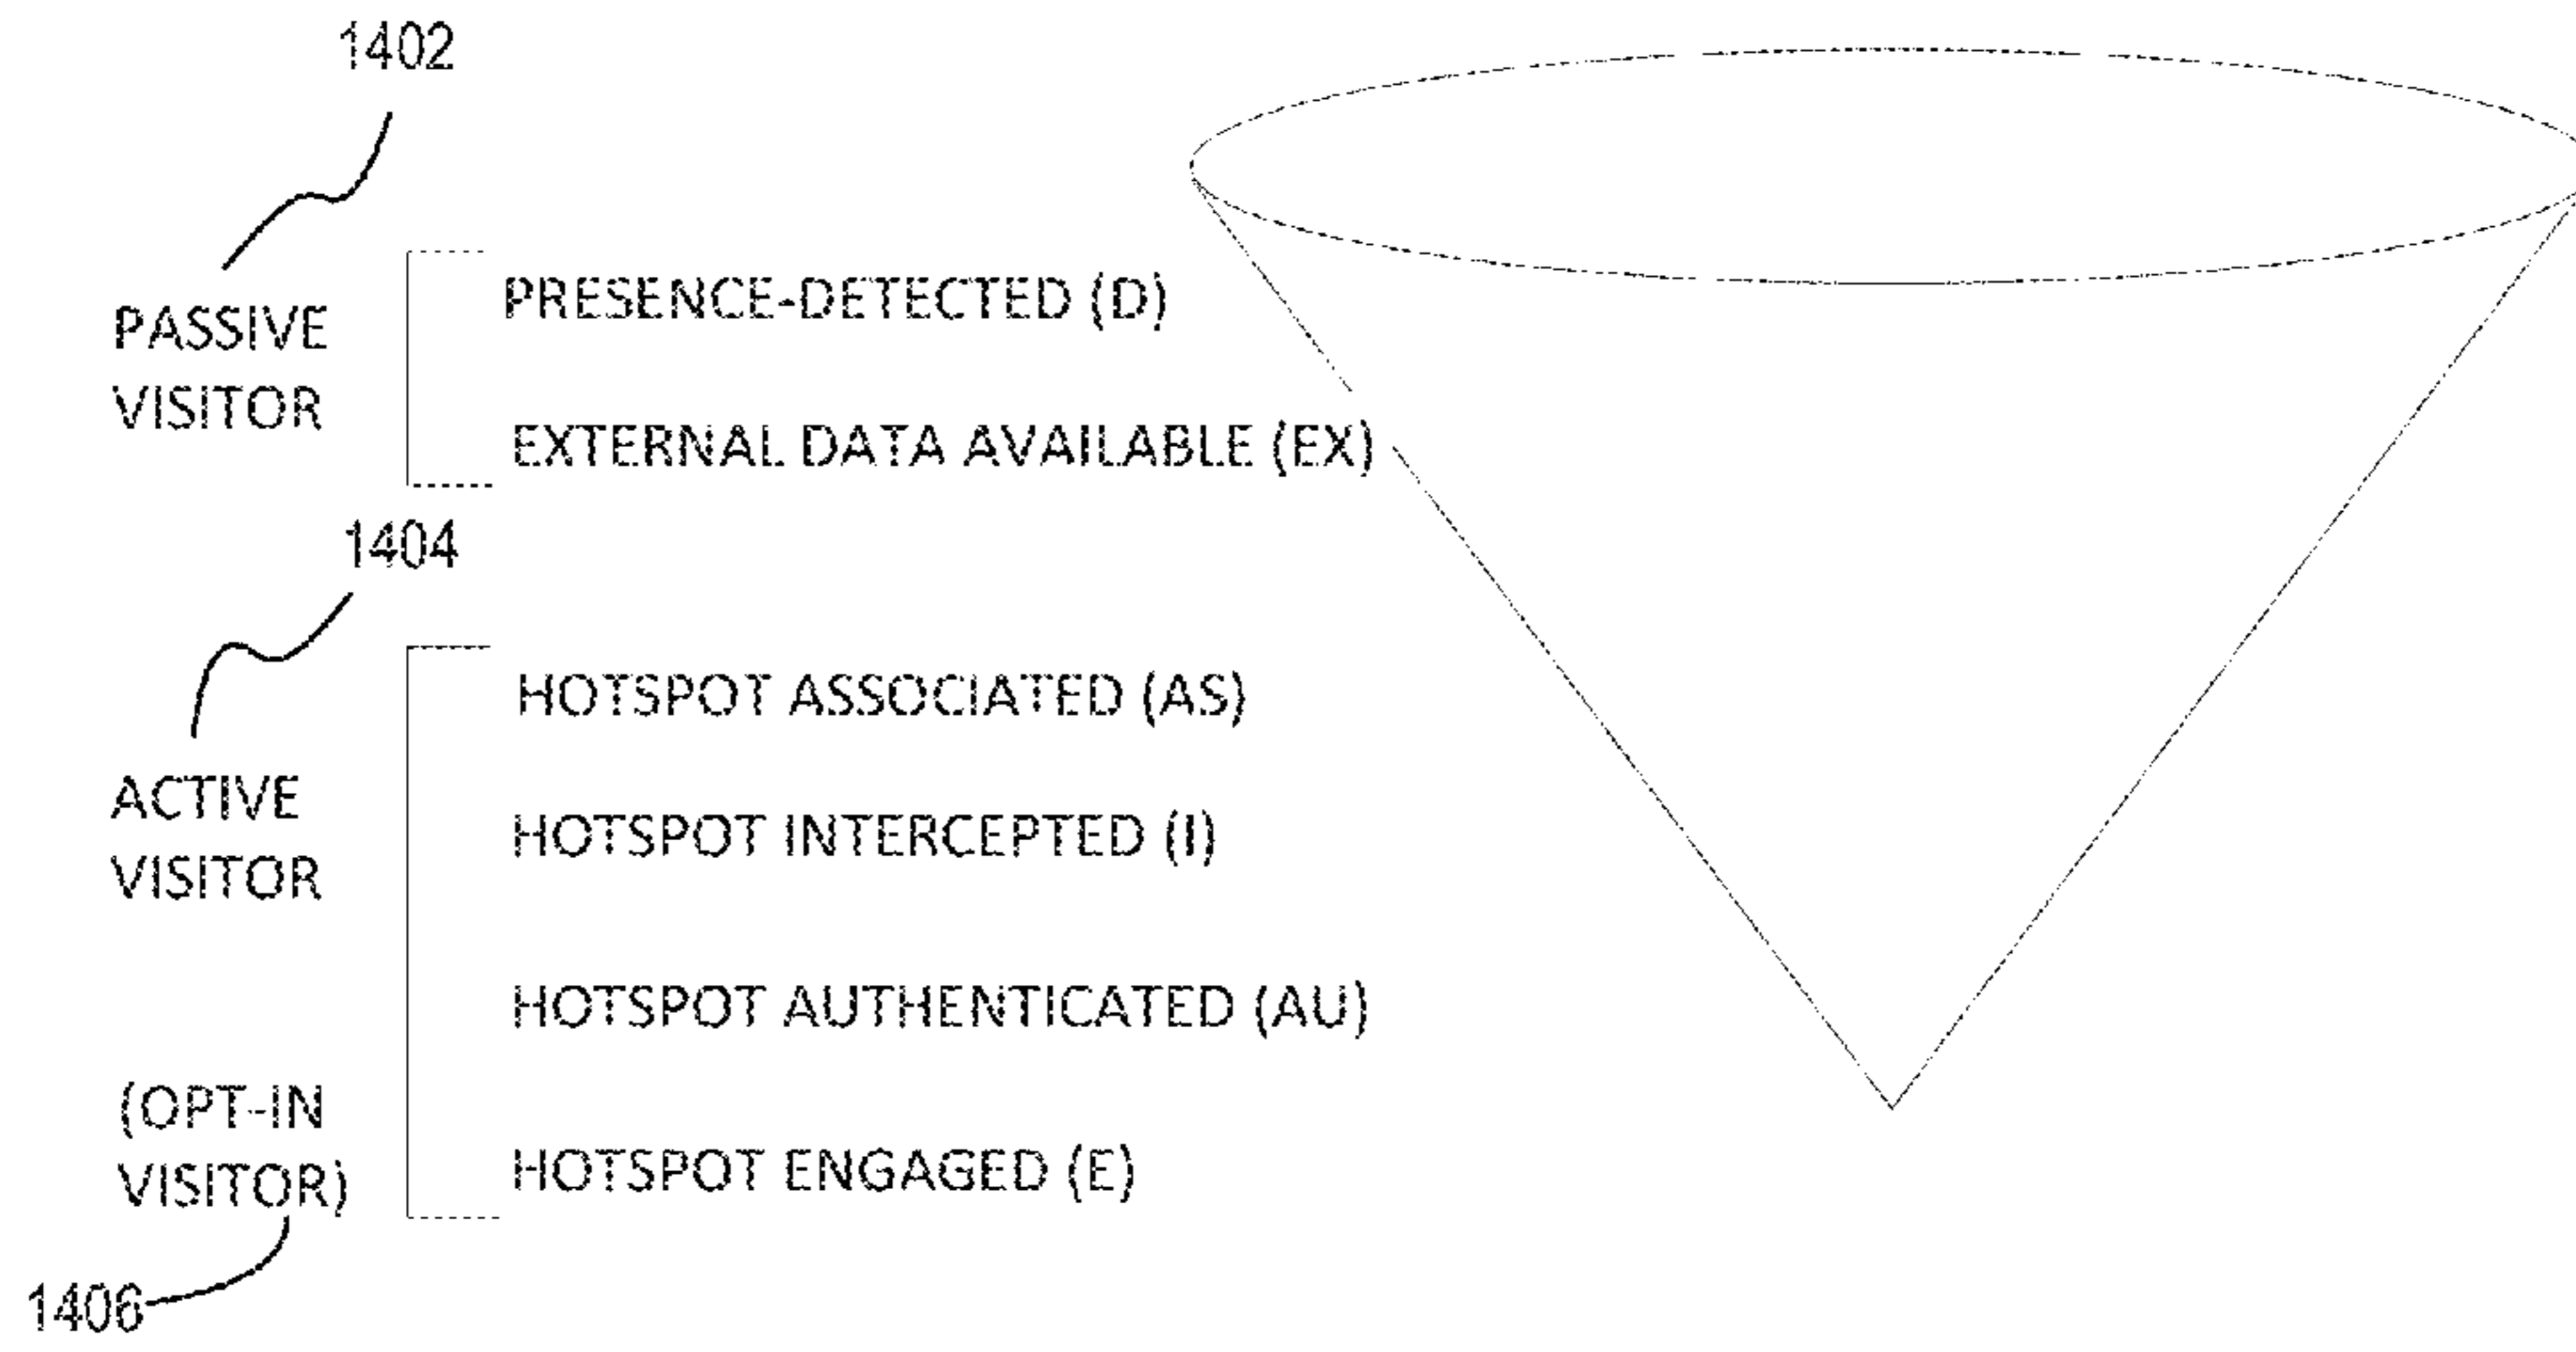 1402
PASSIVE
VISITOR
PRESENCE-DETECTED (D)
EXTERNAL DATA AVAILABLE (EX)
1404
ACTIVE
VISITOR
HOTSPOT ASSOCIATED (AS)
HOTSPOT INTERCEPTED (I)
HOTSPOT AUTHENTICATED (AU)
(OPT-IN
VISITOR)
HOTSPOT ENGAGED (E)
1406